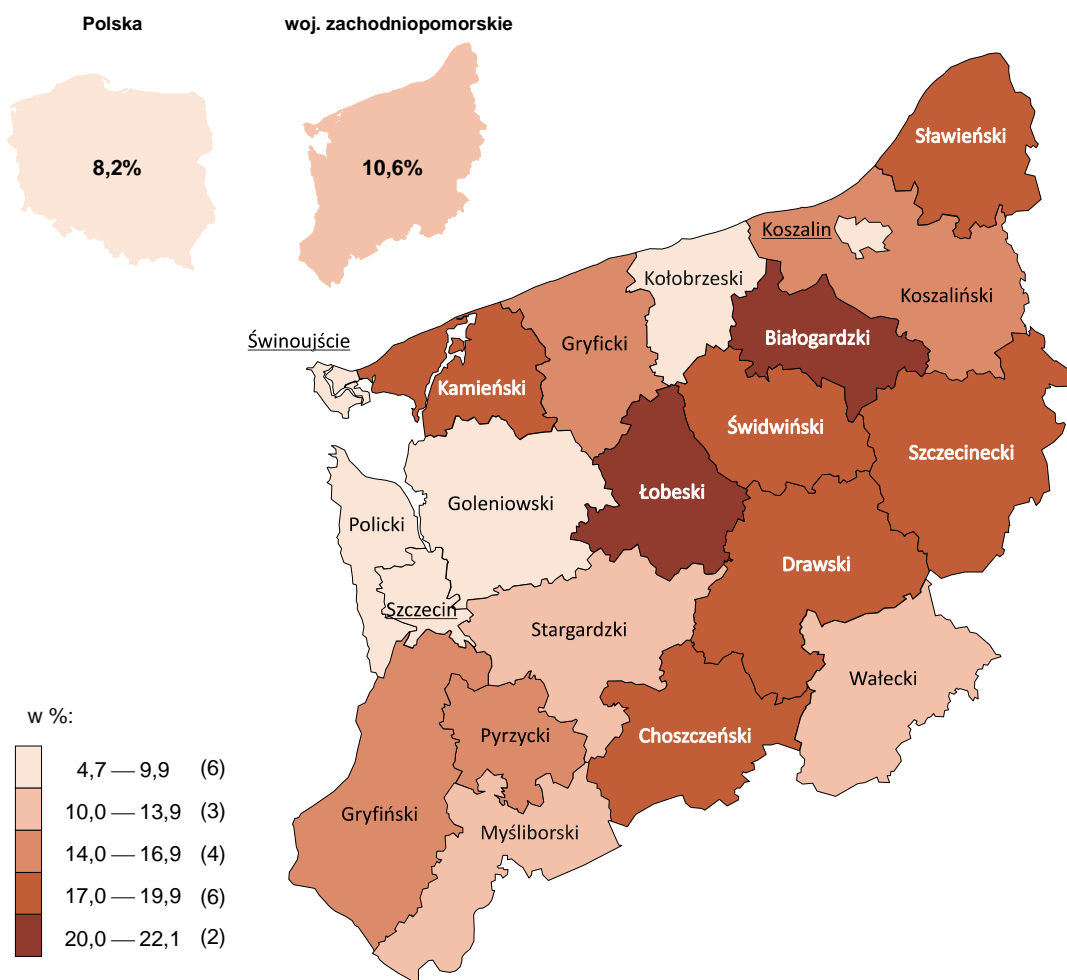 Polska
woj. zachodniopomorskie
8,2%
10,6%
Sławieński
Koszalin
Kołobrzeski
Koszaliński
Świnoujście
Gryficki
Białogardzki
Kamieński
Świdwiński
Szczecinecki
Łobeski
Goleniowski
Policki
Drawski
Szczecin
Stargardzki
Wałecki
w %:
Pyrzycki
Choszczeński
4,7 — 9,9 (6)
10,0 — 13,9 (3)
Gryfiński
Myśliborski
14,0 — 16,9 (4)
17,0 — 19,9 (6)
20,0 — 22,1 (2)